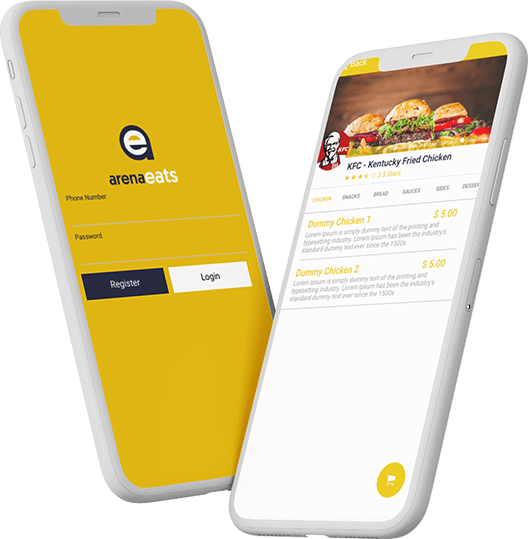 arenaeats
Phone Number
Password
Register
Login
Back
KFC
KFC - Kentucky Fried Chicken
3.5 Stars
CHICKEN SNACKS BREAD SAUCES SIDES DESSER
Dummy Chicken 1 $ 5.00
Lorem Ipsum is simply dummy text of the printing and
typesetting industry. Lorem Ipsum has been the industry's
standard dummy text ever since the 1500s
Dummy Chicken 2 $ 5.00
Lorem Ipsum is simply dummy text of the printing and
typesetting industry. Lorem Ipsum has been the industry's
standard dummy text ever since the 1500s